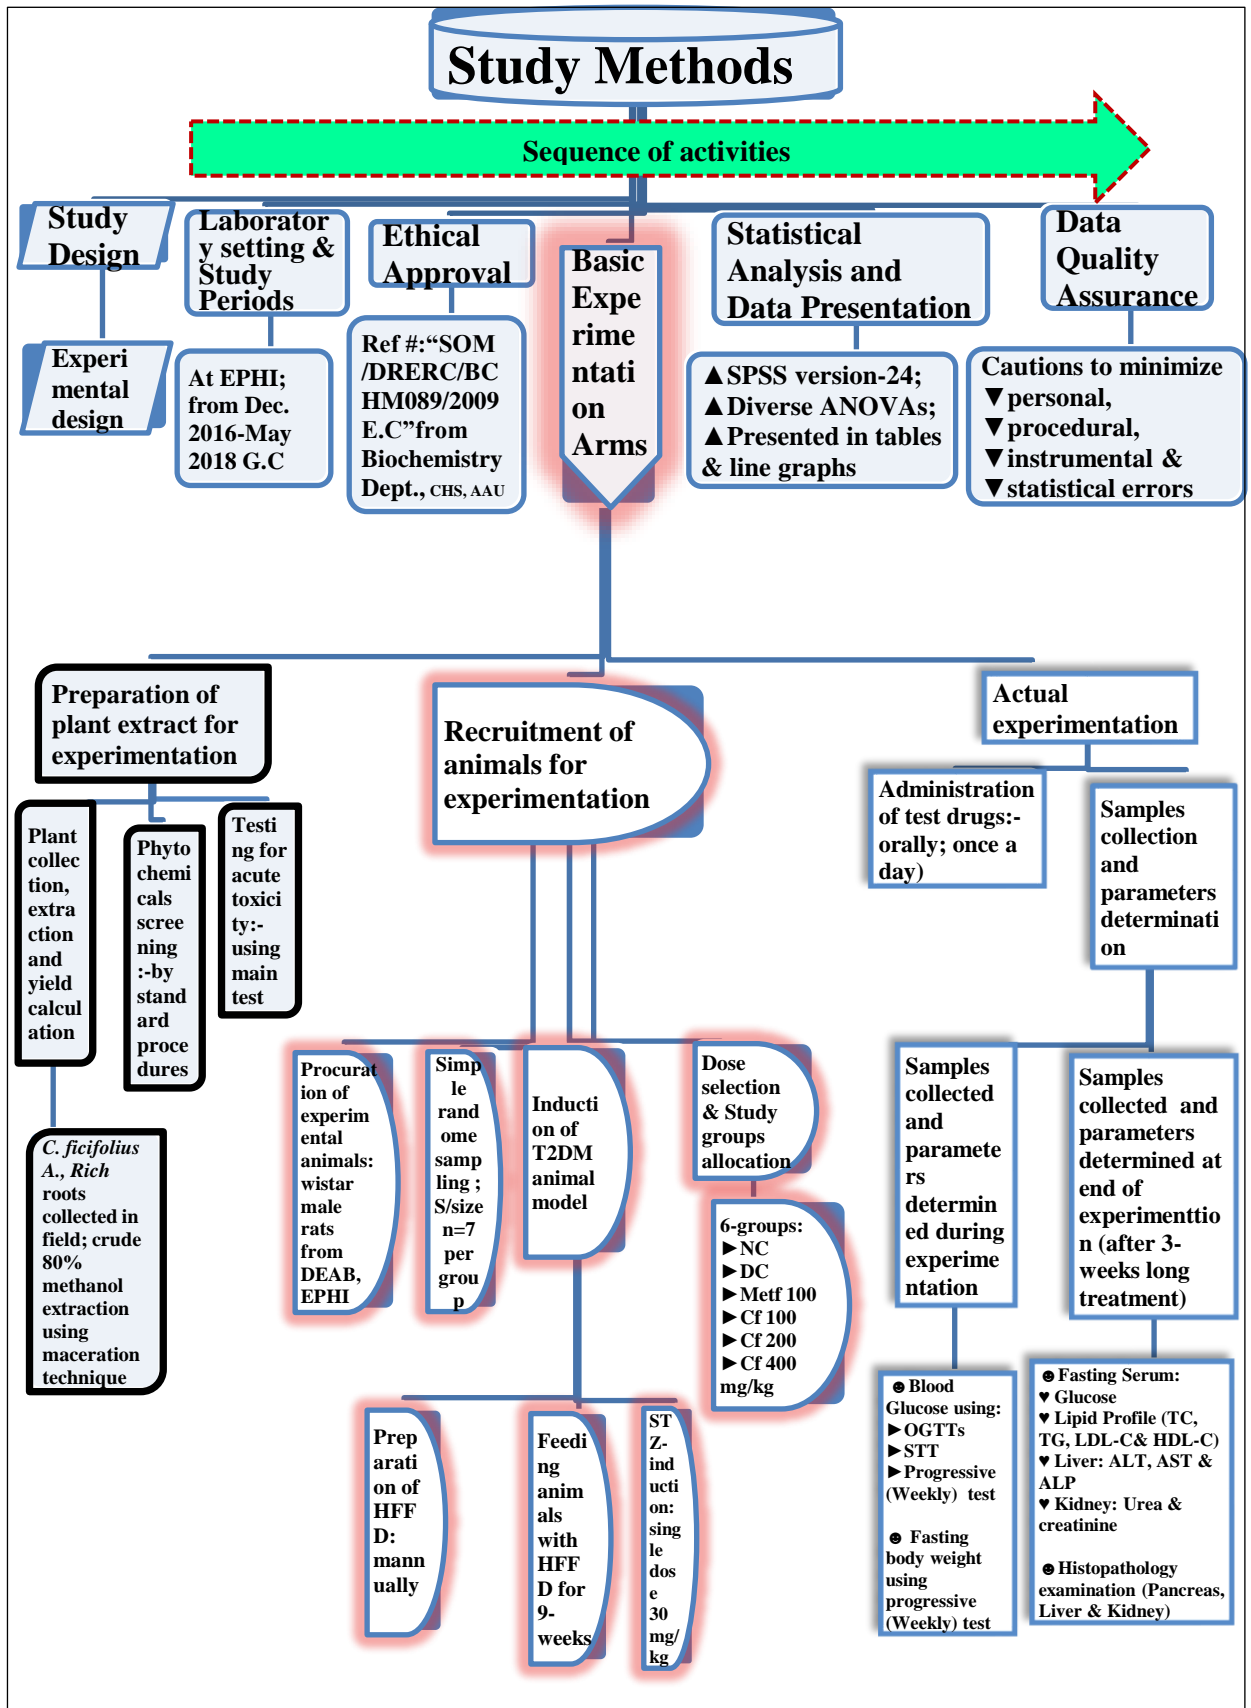 Study Methods
Sequence of activities
Study
Design
Laborator
y setting &
Study
Periods
Ethical
Approval
Basic
Expe
rime
ntati
on
Arms
Statistical
Analysis and
Data Presentation
Data
Quality
Assurance
Experi
mental
design
At EPHI;
from Dec.
2016-May
2018 G.C
Ref #:“SOM
/DRERC/BC
HM089/2009
E.C”from
Biochemistry
Dept., CHS, AAU
▲SPSS version-24;
▲Diverse ANOVAs;
▲Presented in tables
& line graphs
Cautions to minimize
▼personal,
▼procedural,
▼instrumental &
▼statistical errors
Preparation of
plant extract for
experimentation
Recruitment of
animals for
experimentation
Actual
experimentation
Plant
collec
tion,
extra
ction
and
yield
calcul
ation
Phyto
chemi
cals
scree
ning
:-by
stand
ard
proce
dures
Testi
ng for
acute
toxici
ty:-
using
main
test
Administration
of test drugs:-
orally; once a
day)
Samples
collection
and
parameters
determinati
on
C. ficifolius
A., Rich
roots
collected in
field; crude
80%
methanol
extraction
using
maceration
technique
Procurat
ion of
experim
ental
animals:
wistar
male
rats
from
DEAB,
EPHI
Simp
le
rand
ome
sam
pling ;
S/size
n=7
per
grou
p
Inducti
on of
T2DM
animal
model
Dose
selection
& Study
groups
allocation
6-groups:
►NC
►DC
►Metf 100
►Cf 100
►Cf 200
►Cf 400
mg/kg
Prep
arati
on of
HFF
D:
mann
ually
Feedi
ng
anim
als
with
HFF
D for
9-
weeks
ST
Z-
ind
ucti
on:
sing
le
dos
e
30
mg/
kg
Samples
collected
and
paramete
rs
determin
ed during
experime
ntation
Samples
collected and
parameters
determined at
end of
experimenttio
n (after 3-
weeks long
treatment)
☻Blood
Glucose using:
►OGTTs
►STT
►Progressive
(Weekly) test
☻ Fasting
body weight
using
progressive
(Weekly) test
☻Fasting Serum:
♥ Glucose
♥ Lipid Profile (TC,
TG, LDL-C& HDL-C)
♥ Liver: ALT, AST &
ALP
♥ Kidney: Urea &
creatinine
☻Histopathology
examination (Pancreas,
Liver & Kidney)